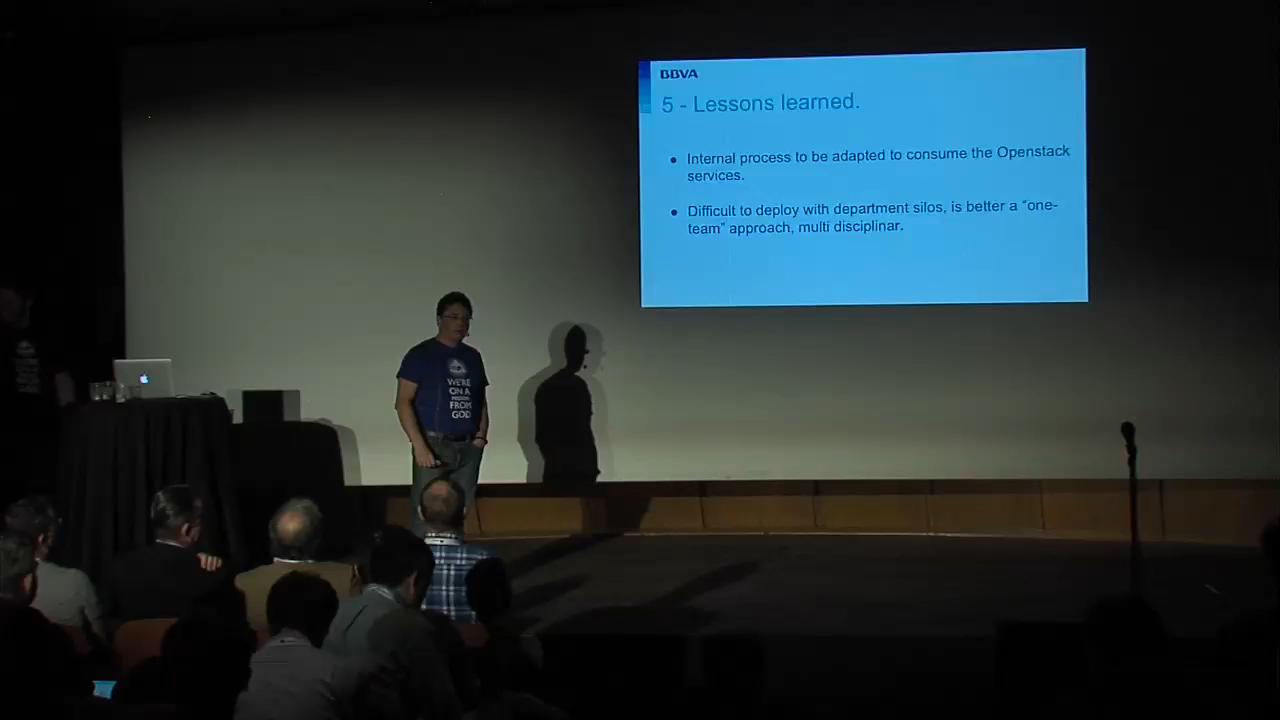 BBVA
5 - Lessons learned.
● Internal process to be adapted to consume the Openstack
services.
● Difficult to deploy with department silos, is better a "one-
team" approach, multi disciplinar.
WE'RE
ON A
MISSION
FROM
GOD